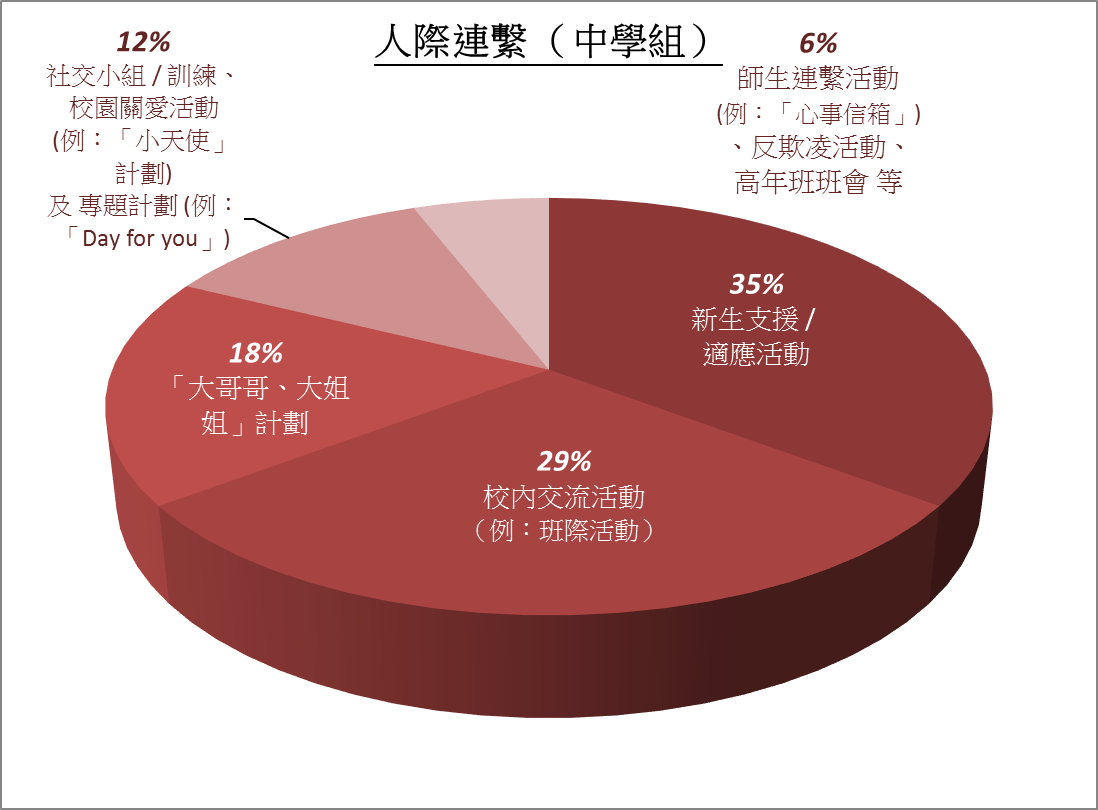 人際連繫（中學組）
12%
社交小組 / 訓練、
校園關愛活動
(例：「小天使」
計劃)
及 專題計劃 (例：
「Day for you」)
6%
師生連繫活動
(例：「心事信箱」)
、反欺凌活動、
高年班班會 等
35%
新生支援 /
適應活動
18%
「大哥哥、大姐
姐」計劃
29%
校內交流活動
（例：班際活動）